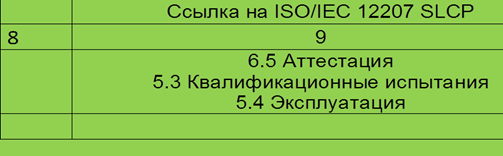 Ссылка на ISO/IEC 12207 SLCP
8 9
6.5 Аттестация
5.3 Квалификационные испытания
5.4 Эксплуатация